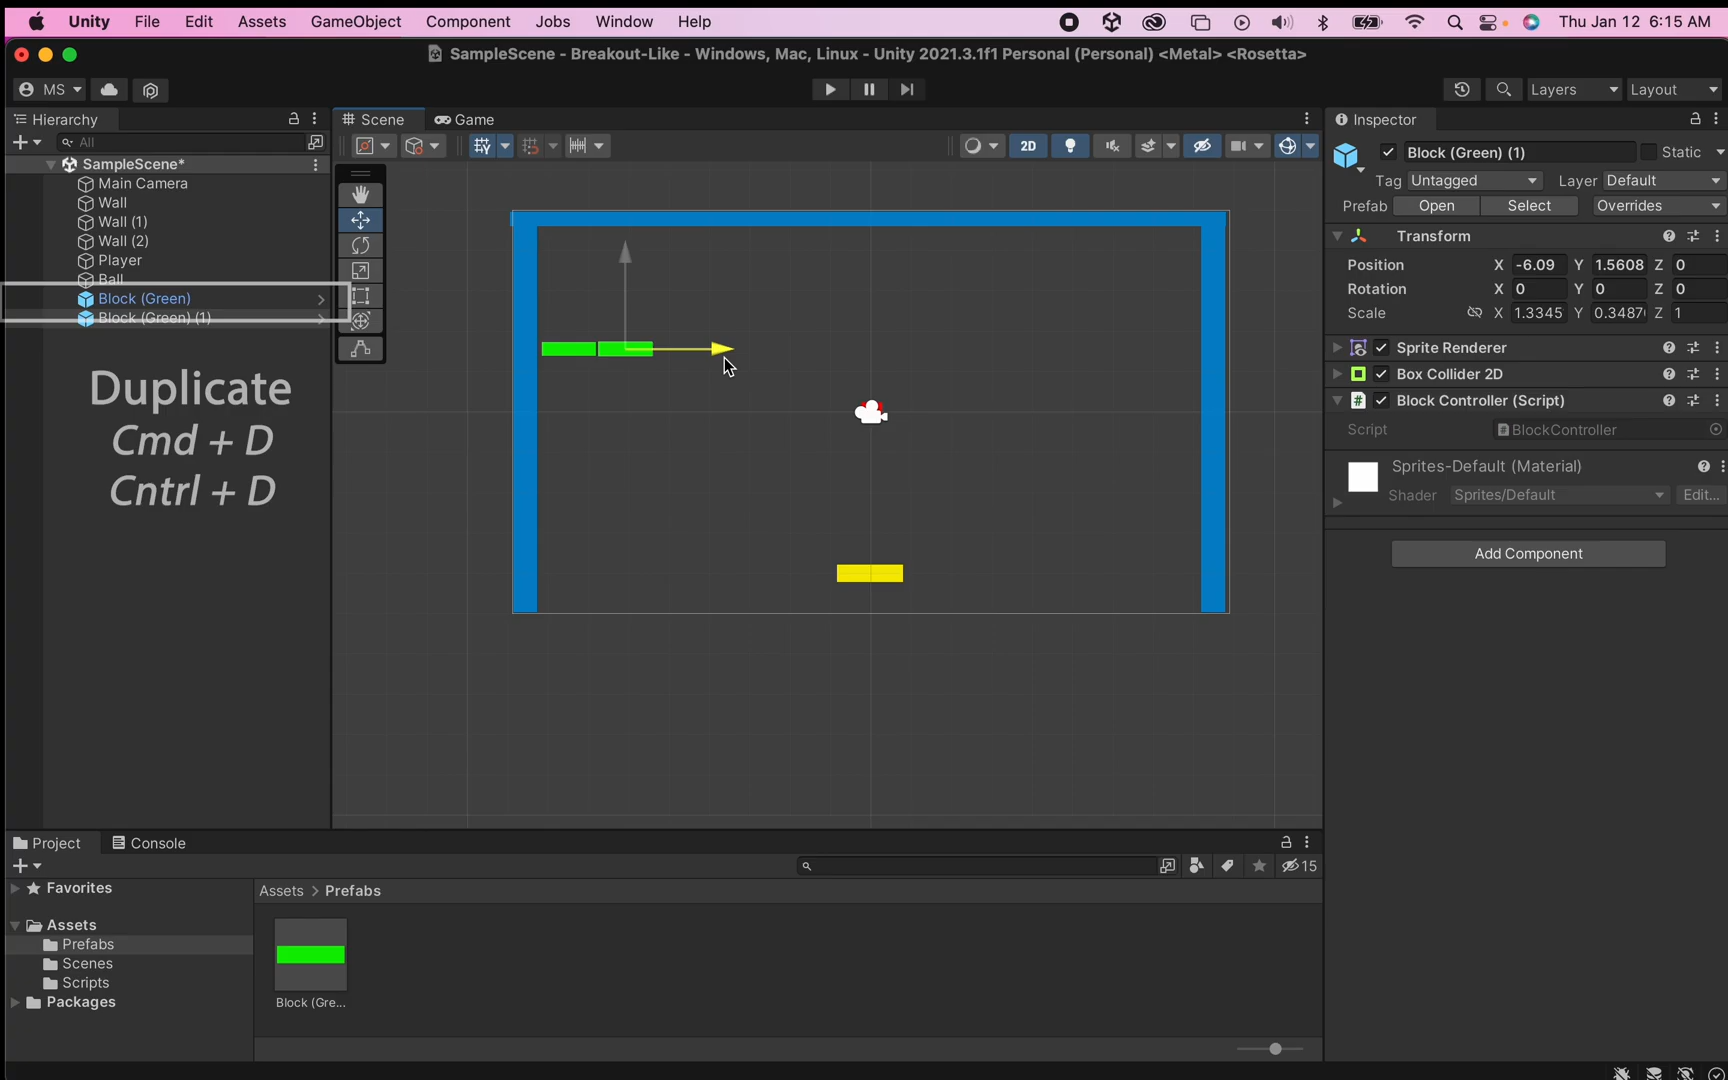 Unity File Edit Assets GameObject Component Jobs Window Help Thu Jan 12 6:15 AM
SampleScene - Breakout-Like - Windows, Mac, Linux - Unity 2021.3.1f1 Personal (Personal) <Metal> <Rosetta>
MS Layers Layout
Hierarchy
All
SampleScene*
Main Camera
Wall
Wall (1)
Wall (2)
Player
Ball
Block (Green)
Block (Green) (1)
Duplicate
Cmd + D
Cntrl + D
Scene Game
2D
Inspector
Block (Green) (1) Static
Tag Untagged Layer Default
Prefab Open Select Overrides
Transform
Position X -6.09 Y 1.5608 Z 0
Rotation X 0 Y 0 Z 0
Scale X 1.3345 Y 0.3487 Z 1
Sprite Renderer
Box Collider 2D
# Block Controller (Script)
Script BlockController
Sprites-Default (Material)
Shader Sprites/Default Edit...
Add Component
Project Console
15
Favorites
Assets
Prefabs
Scenes
Scripts
Packages
Assets > Prefabs
Block (Gre...